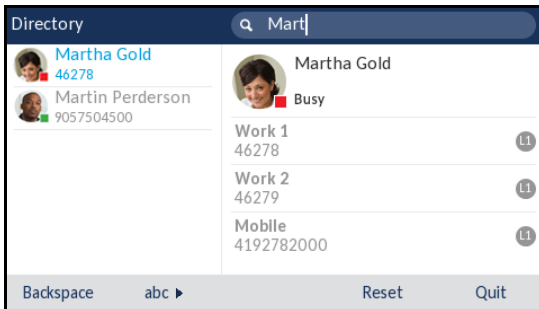 Directory
Mart
Martha Gold
46278
Martin Perderson
9057504500
Martha Gold
Busy
Work 1
46278
L1
Work 2
46279
L1
Mobile
4192782000
L1
Backspace
abc
Reset
Quit